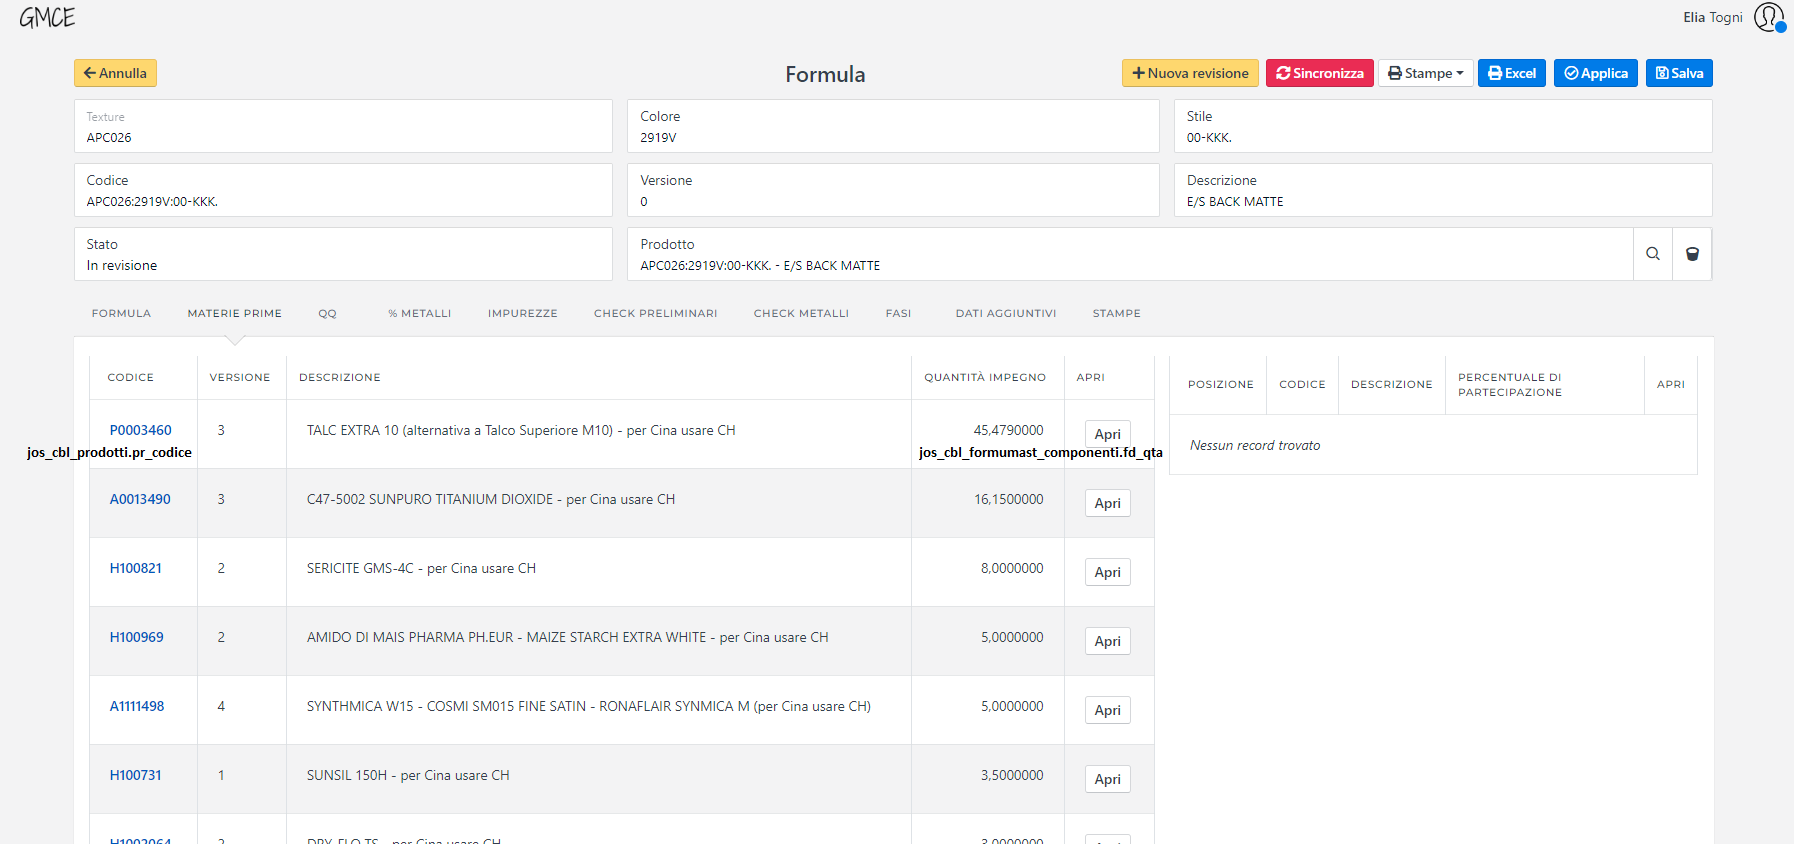 GMCE
Elia Togni
Annulla
Formula
Nuova revisione
Sincronizza
Stampe
Excel
Applica
Salva
Texture
APC026
Colore
2919V
Stile
00-KKK.
Codice
APC026:2919V:00-KKK.
Versione
0
Descrizione
E/S BACK MATTE
Stato
In revisione
Prodotto
APC026:2919V:00-KKK. - E/S BACK MATTE
FORMULA MATERIE PRIME QQ % METALLI IMPUREZZE CHECK PRELIMINARI CHECK METALLI FASI DATI AGGIUNTIVI STAMPE
CODICE VERSIONE DESCRIZIONE QUANTITÀ IMPEGNO APRI
P0003460 3 TALC EXTRA 10 (alternativa a Talco Superiore M10) - per Cina usare CH 45,4790000 Apri
jos_cbl_prodotti.pr_codice jos_cbl_formumast_componenti.fd_qta
A0013490 3 C47-5002 SUNPURO TITANIUM DIOXIDE - per Cina usare CH 16,1500000 Apri
H100821 2 SERICITE GMS-4C - per Cina usare CH 8,0000000 Apri
H100969 2 AMIDO DI MAIS PHARMA PH.EUR - MAIZE STARCH EXTRA WHITE - per Cina usare CH 5,0000000 Apri
A1111498 4 SYNTHMICA W15 - COSMI SM015 FINE SATIN - RONAFLAIR SYNMICA M (per Cina usare CH) 5,0000000 Apri
H100731 1 SUNSIL 150H - per Cina usare CH 3,5000000 Apri
POSIZIONE CODICE DESCRIZIONE PERCENTUALE DI PARTECIPAZIONE APRI
Nessun record trovato